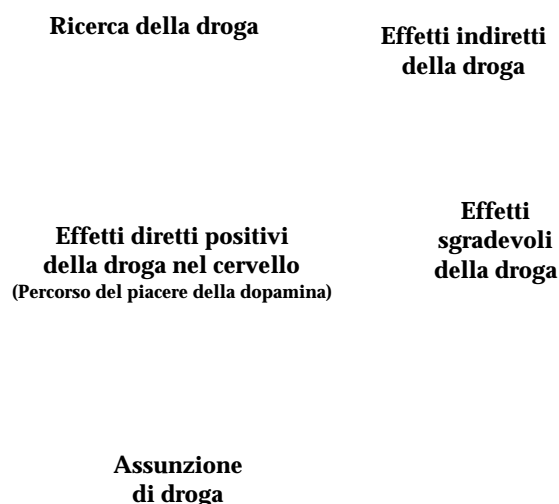 Ricerca della droga
Effetti indiretti
della droga
Effetti
sgradevoli
della droga
Effetti diretti positivi
della droga nel cervello
(Percorso del piacere della dopamina)
Assunzione
di droga